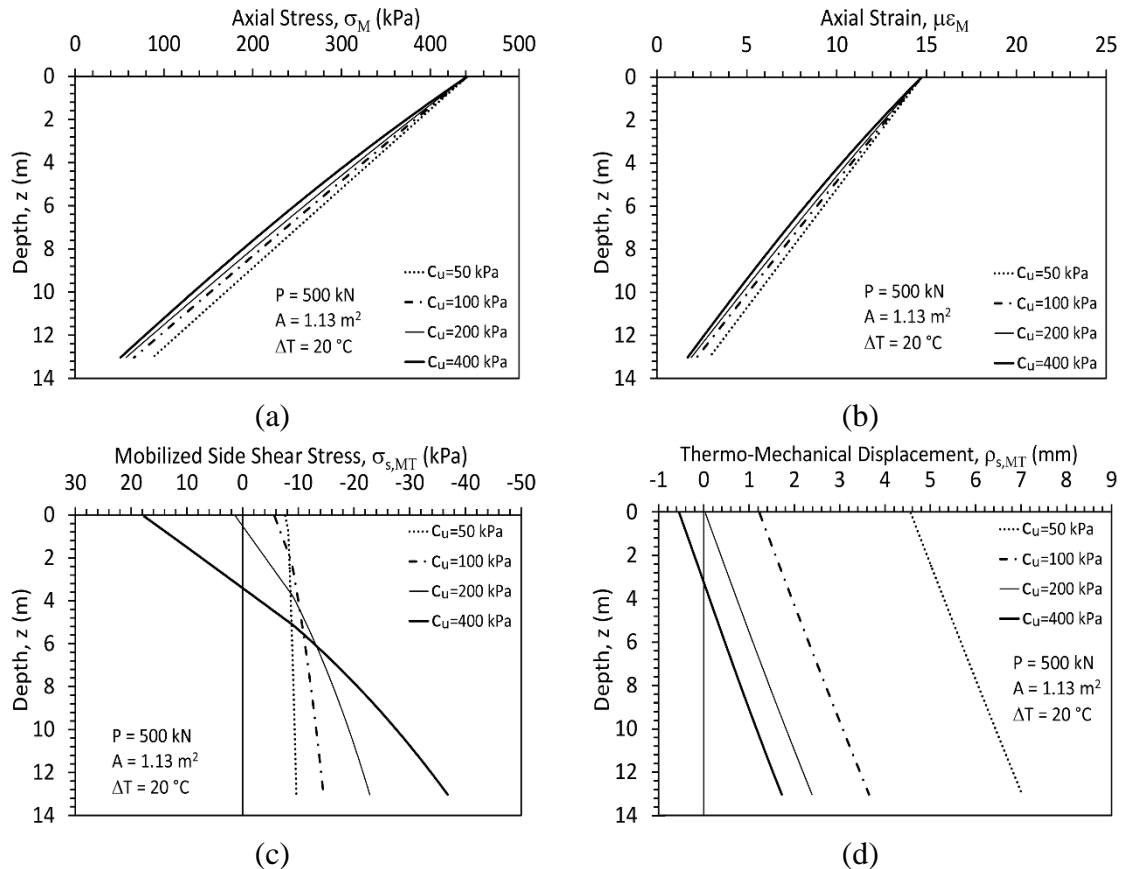 Axial Stress, σM (kPa)
0 100 200 300 400 500
0
2
4
6
8
10
12
14
Depth, z (m)
cu=50 kPa
cu=100 kPa
cu=200 kPa
cu=400 kPa
P = 500 kN
A = 1.13 m²
ΔT = 20 °C
(a)
Axial Strain, μεM
0 5 10 15 20 25
0
2
4
6
8
10
12
14
Depth, z (m)
cu=50 kPa
cu=100 kPa
cu=200 kPa
cu=400 kPa
P = 500 kN
A = 1.13 m²
ΔT = 20 °C
(b)
Mobilized Side Shear Stress, σs,MT (kPa)
30 20 10 0 -10 -20 -30 -40 -50
0
2
4
6
8
10
12
14
Depth, z (m)
cu=50 kPa
cu=100 kPa
cu=200 kPa
cu=400 kPa
P = 500 kN
A = 1.13 m²
ΔT = 20 °C
(c)
Thermo-Mechanical Displacement, ρs,MT (mm)
-1 0 1 2 3 4 5 6 7 8 9
0
2
4
6
8
10
12
14
Depth, z (m)
cu=50 kPa
cu=100 kPa
cu=200 kPa
cu=400 kPa
P = 500 kN
A = 1.13 m²
ΔT = 20 °C
(d)